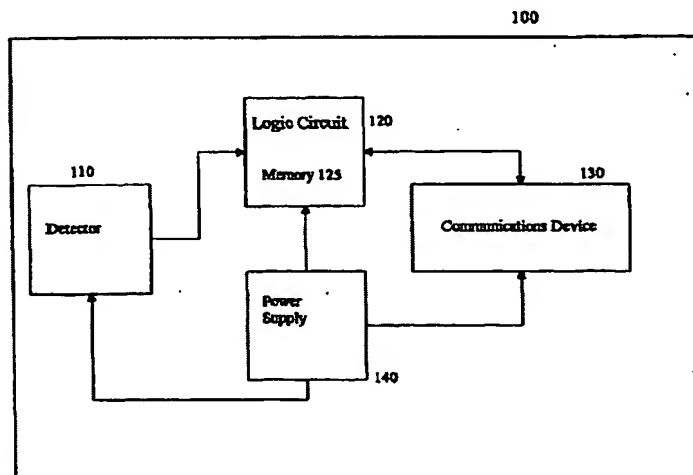 100
Logic Circuit
120
Memory 125
110
Detector
130
Communications Device
Power
Supply
140